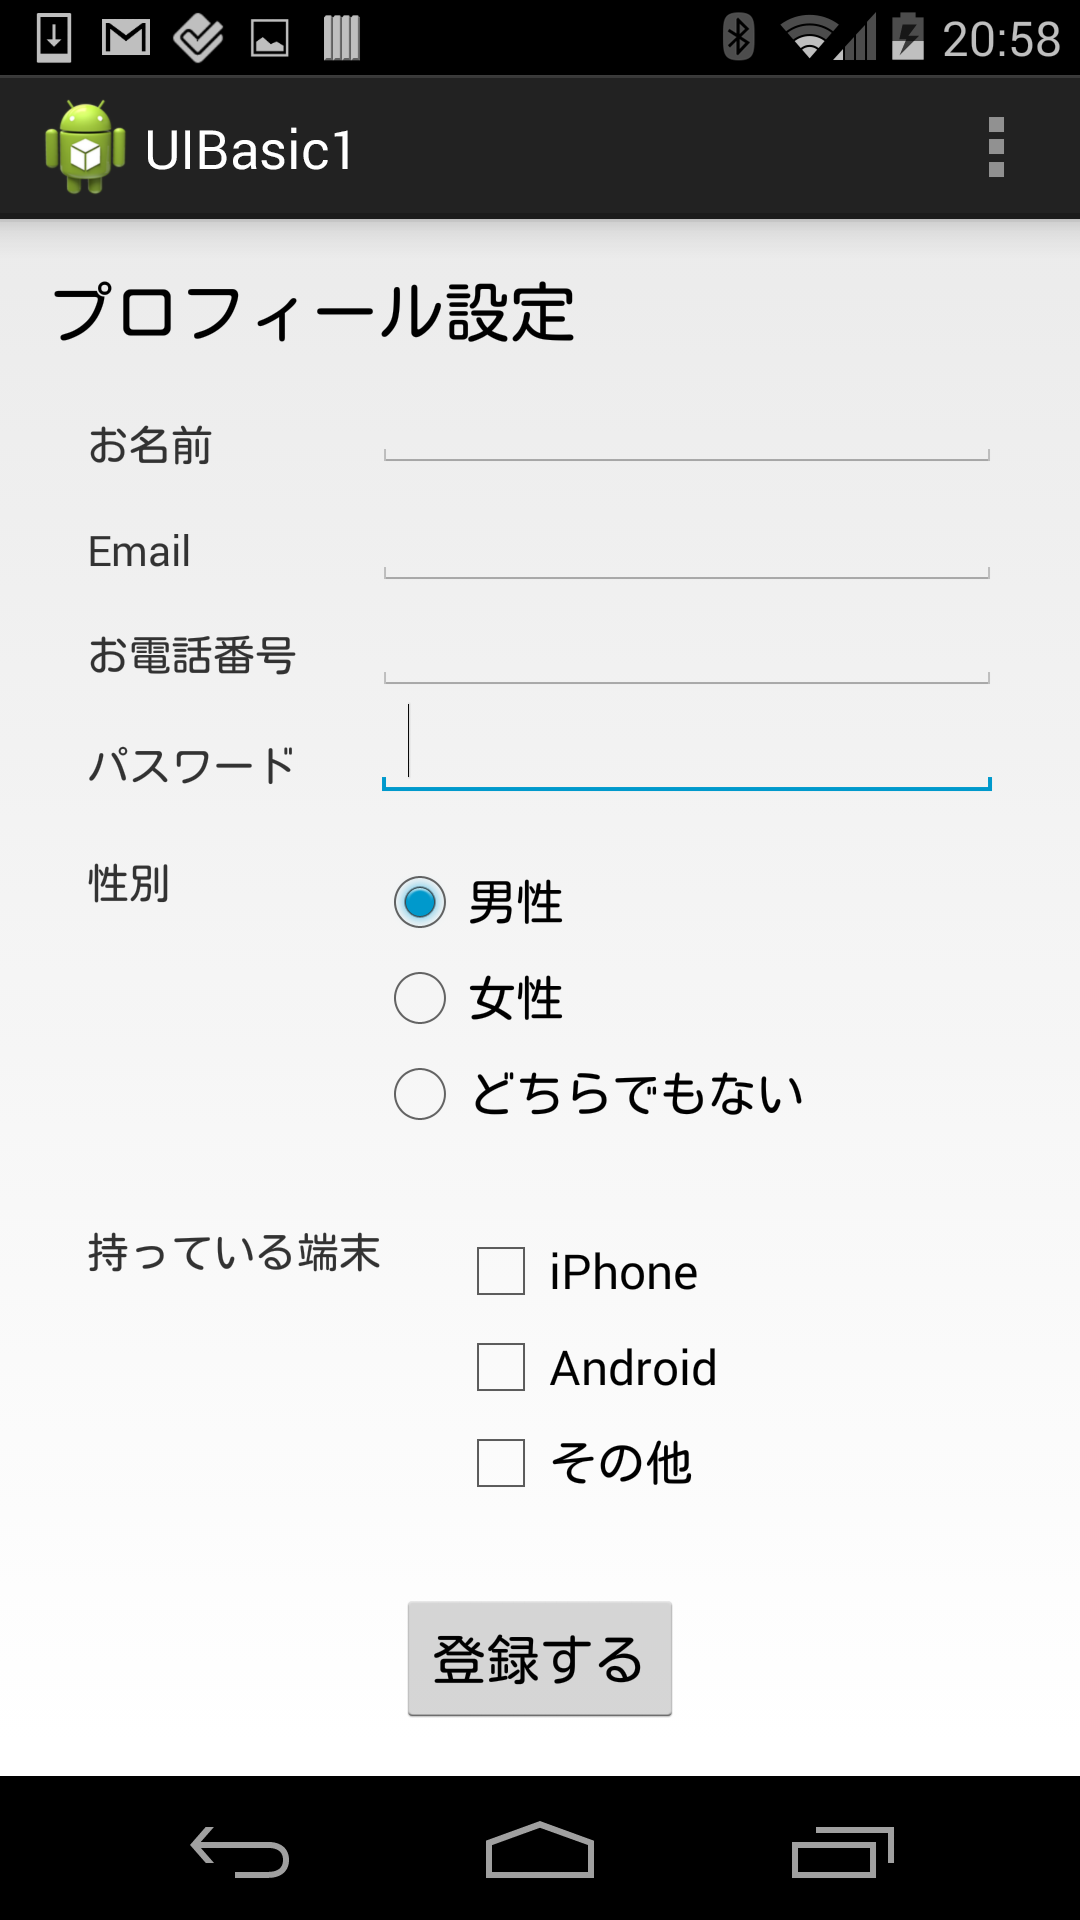 20:58
UIBasic1
プロフィール設定
お名前
Email
お電話番号
パスワード
性別
男性
女性
どちらでもない
持っている端末
iPhone
Android
その他
登録する